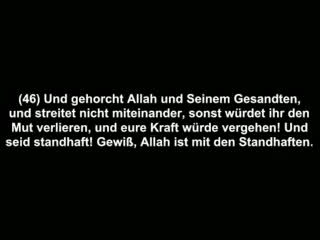 (46) Und gehorcht Allah und Seinem Gesandten,
und streitet nicht miteinander, sonst würdet ihr den
Mut verlieren, und eure Kraft würde vergehen! Und
seid standhaft! Gewiß, Allah ist mit den Standhaften.